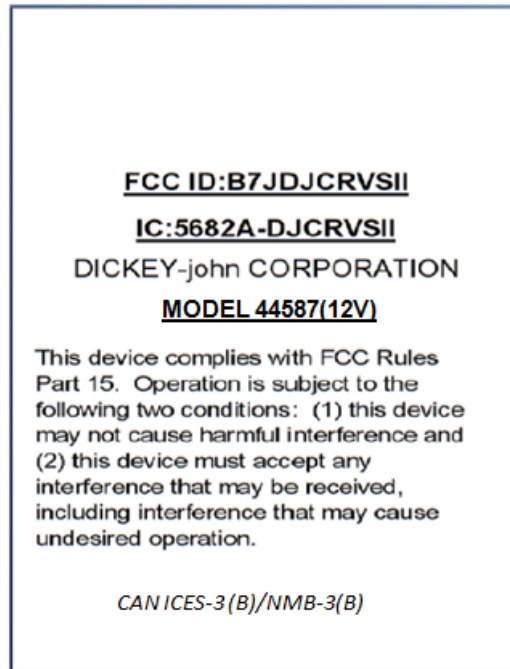 FCC ID:B7JDJCRVSII
IC:5682A-DJCRVSII
DICKEY-john CORPORATION
MODEL 44587(12V)
This device complies with FCC Rules
Part 15.  Operation is subject to the
following two conditions:  (1) this device
may not cause harmful interference and
(2) this device must accept any
interference that may be received,
including interference that may cause
undesired operation.
CAN ICES-3 (B)/NMB-3(B)